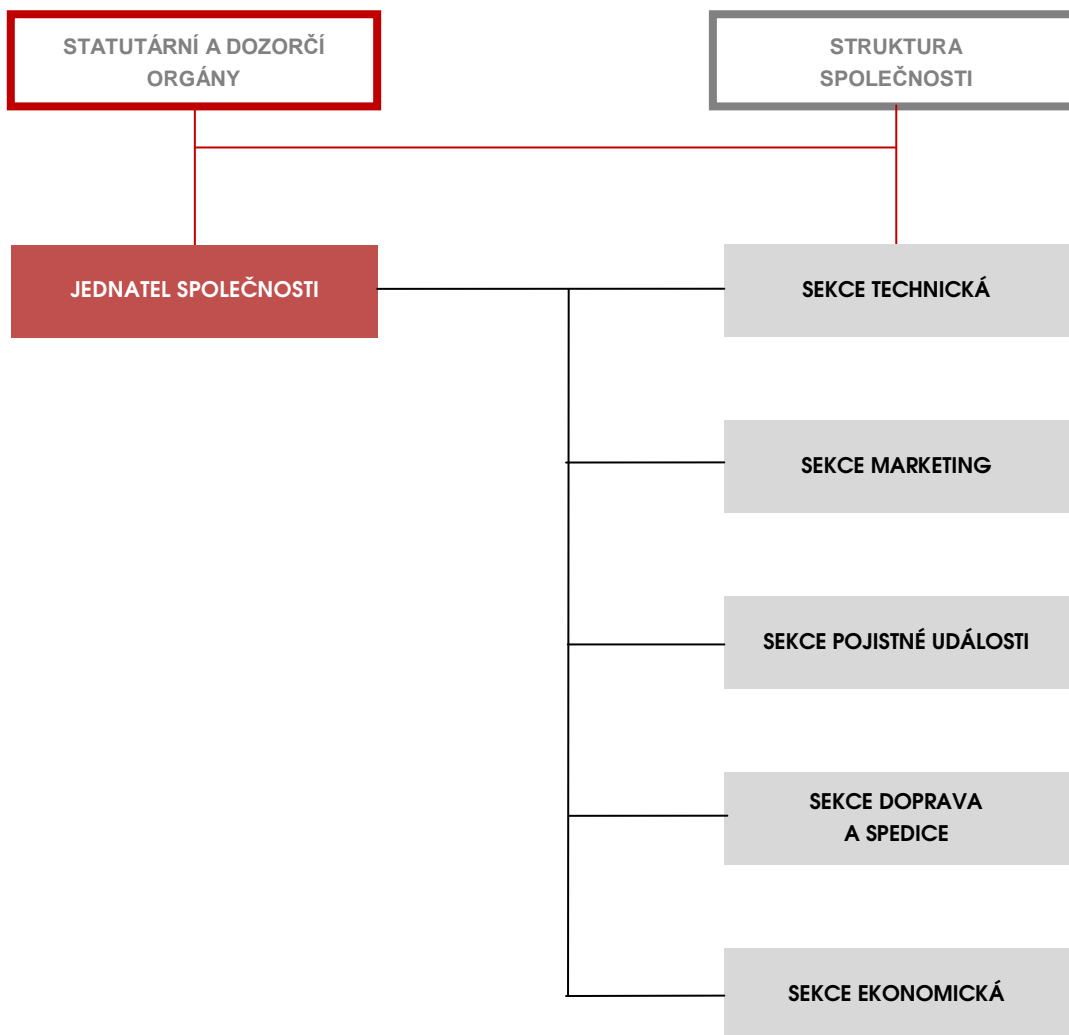 STATUTÁRNÍ A DOZORČÍ
ORGÁNY
STRUKTURA
SPOLEČNOSTI
JEDNATEL SPOLEČNOSTI
SEKCE TECHNICKÁ
SEKCE MARKETING
SEKCE POJISTNÉ UDÁLOSTI
SEKCE DOPRAVA
A SPEDICE
SEKCE EKONOMICKÁ